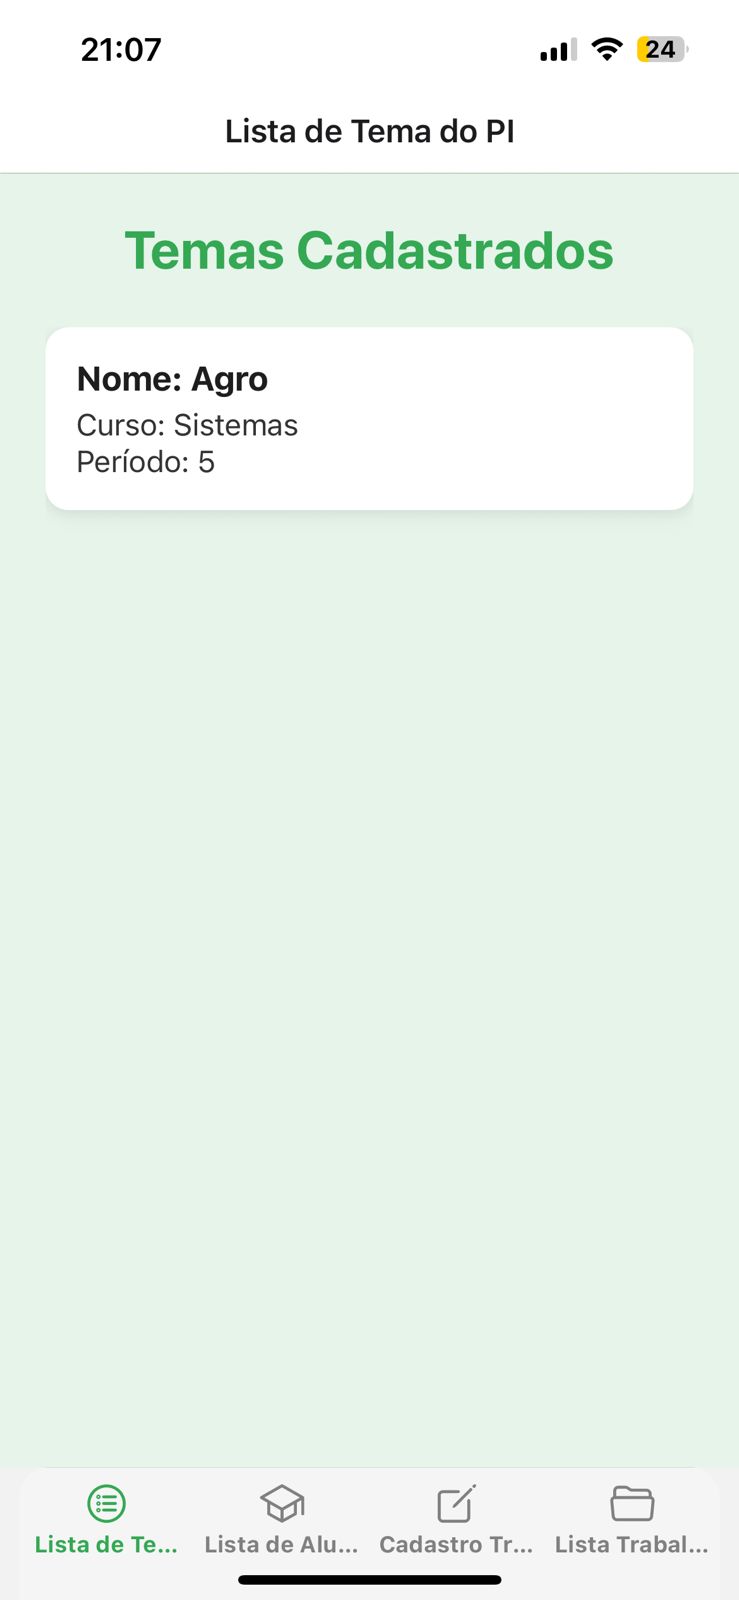 21:07
24
Lista de Tema do PI
Temas Cadastrados
Nome: Agro
Curso: Sistemas
Período: 5
Lista de Te...
Lista de Alu...
Cadastro Tr...
Lista Trabal...